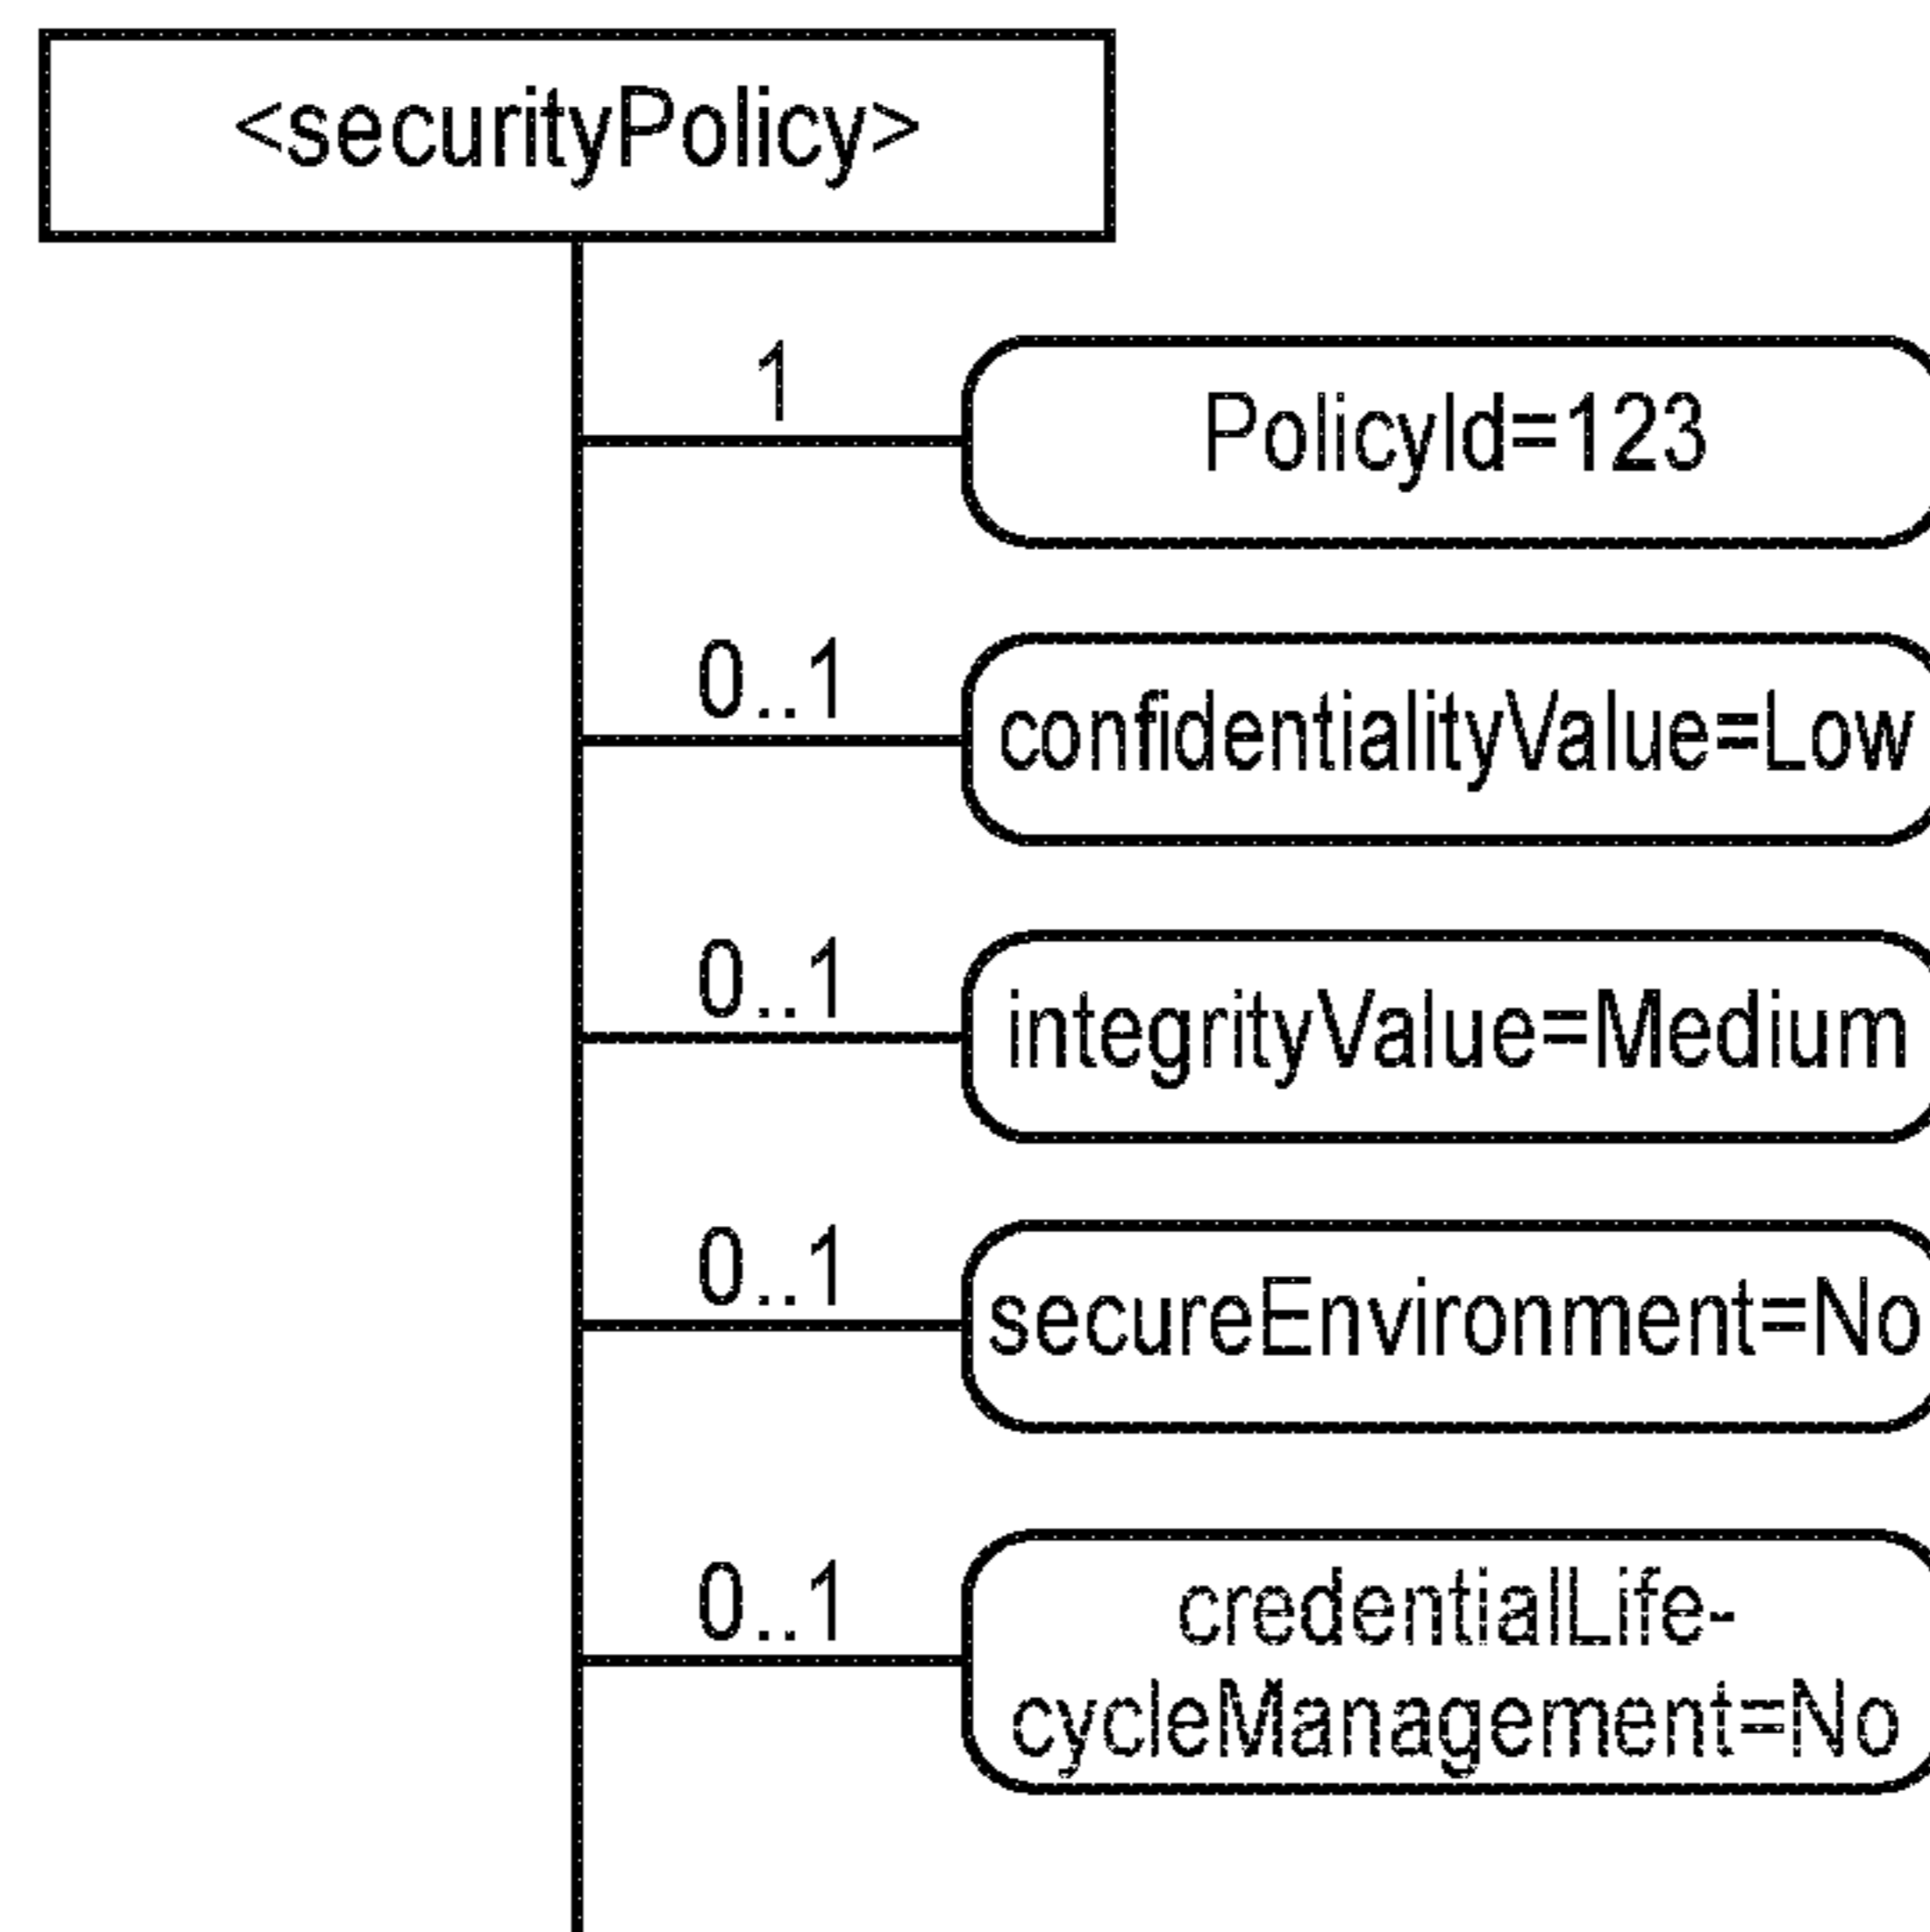 <securityPolicy>
1
PolicyId=123
0..1
confidentialityValue=Low
0..1
integrityValue=Medium
0..1
secureEnvironment=No
0..1
credentialLife-
cycleManagement=No